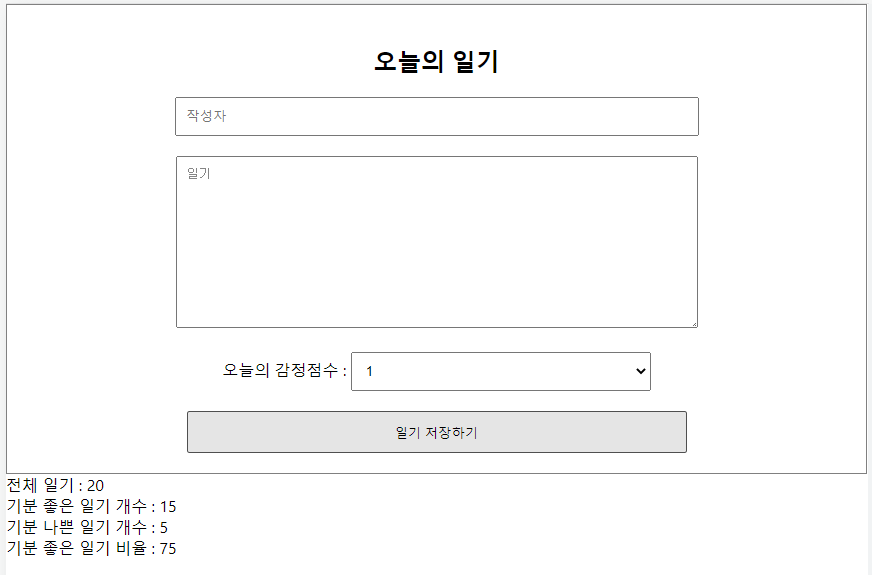 오늘의 일기
작성자
일기
오늘의 감정점수 : 1
일기 저장하기
전체 일기 : 20
기분 좋은 일기 개수 : 15
기분 나쁜 일기 개수 : 5
기분 좋은 일기 비율 : 75